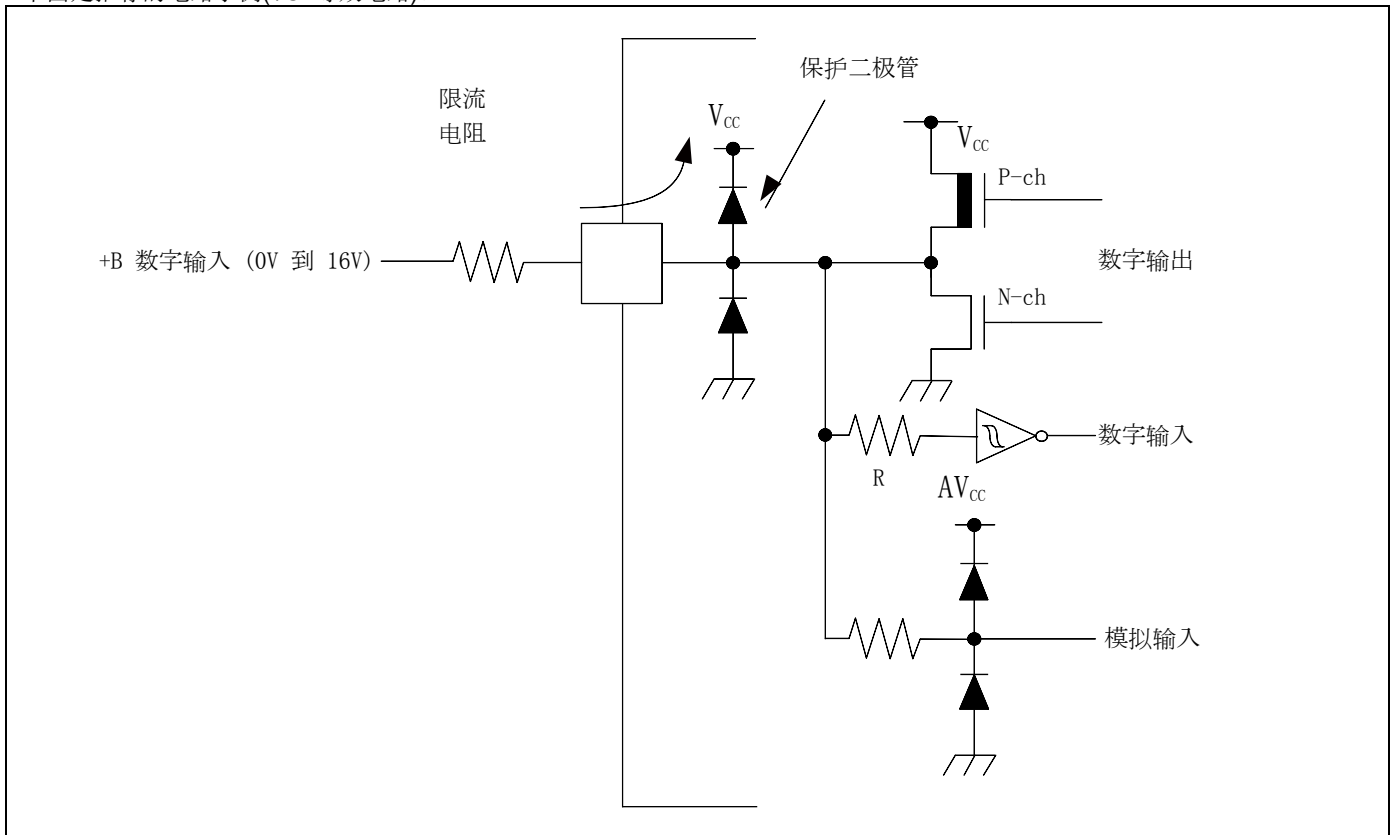 限流
电阻
保护二极管
VCC
VCC
P-ch
+B 数字输入 (0V 到 16V)
数字输出
N-ch
数字输入
R
AVCC
模拟输入